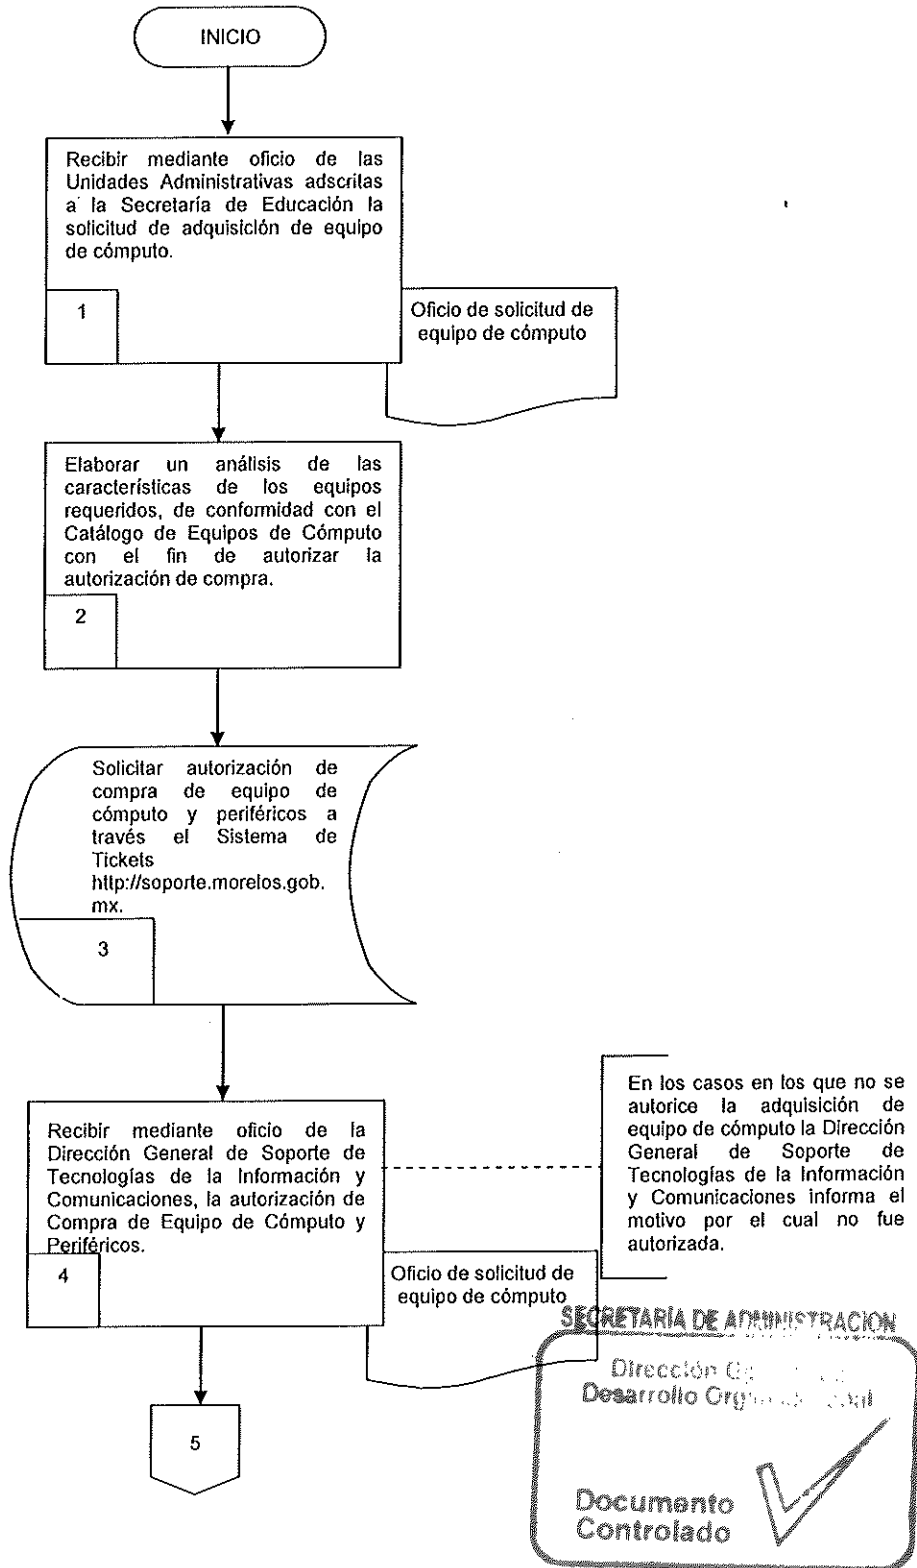 INICIO
Recibir mediante oficio de las
Unidades Administrativas adscritas
a la Secretaría de Educación la
solicitud de adquisición de equipo
de cómputo.
1
Oficio de solicitud de
equipo de cómputo
Elaborar un análisis de las
características de los equipos
requeridos, de conformidad con el
Catálogo de Equipos de Cómputo
con el fin de autorizar la
autorización de compra.
2
Solicitar autorización de
compra de equipo de
cómputo y periféricos a
través el Sistema de
Tickets
http://soporte.morelos.gob.
mx.
3
Recibir mediante oficio de la
Dirección General de Soporte de
Tecnologías de la Información y
Comunicaciones, la autorización de
Compra de Equipo de Cómputo y
Periféricos.
4
Oficio de solicitud de
equipo de cómputo
En los casos en los que no se
autorice la adquisición de
equipo de cómputo la Dirección
General de Soporte de
Tecnologías de la Información
y Comunicaciones informa el
motivo por el cual no fue
autorizada.
5
SECRETARÍA DE ADMINISTRACION
Dirección
Desarrollo
Documento
Controlado